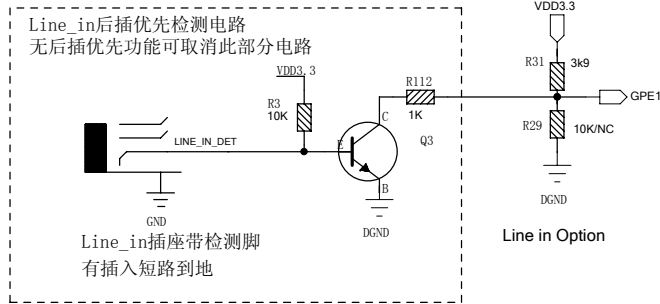 Line_in后插优先检测电路
无后插优先功能可取消此部分电路
VDD3.3
VDD3.3
R31
3k9
R112
1K
GPE1
R3
10K
C
Q3
R29
10K/NC
LINE_IN_DET
E
B
GND
DGND
DGND
Line_in插座带检测脚
有插入短路到地
Line in Option